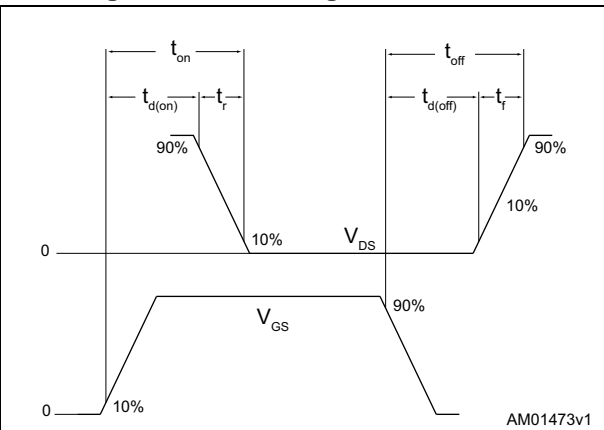 t_on t_off
t_d(on) t_r t_d(off) t_f
90% 90%
10%
10% V_DS
0
90%
V_GS
0 10%
AM01473v1